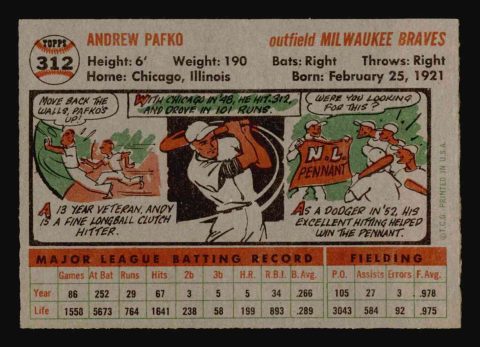 TOPPS
312
ANDREW PAFKO
outfield MILWAUKEE BRAVES
Height: 6' Weight: 190 Bats: Right Throws: Right
Home: Chicago, Illinois Born: February 25, 1921
MOVE BACK THE
WALLS, PAFKO'S
UP!
A 13 YEAR VETERAN, ANDY
IS A FINE LONGBALL CLUTCH
HITTER.
WITH CHICAGO IN '48, HE HIT .312,
AND DROVE IN 101 RUNS.
WERE YOU LOOKING
FOR THIS?
N.L.
PENNANT
AS A DODGER IN '52, HIS
EXCELLENT HITTING HELPED
WIN THE PENNANT.
© T.C.G. PRINTED IN U.S.A.
MAJOR LEAGUE BATTING RECORD FIELDING
Games At Bat Runs Hits 2b 3b H.R. R.B.I. B. Avg. P.O. Assists Errors F. Avg.
Year 86 252 29 67 3 5 5 34 .266 105 27 3 .978
Life 1558 5673 764 1641 238 58 189 899 .289 3043 584 92 .975